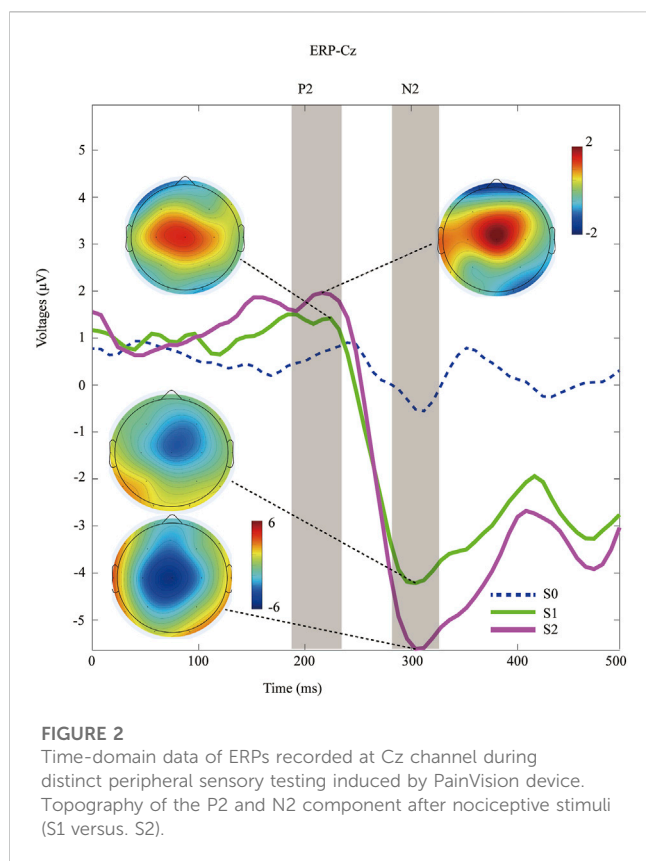 ERP-Cz
P2 N2
5
4
3
2
1
0
-1
-2
-3
-4
-5
Voltages (μV)
2
-2
6
-6
S0
S1
S2
0 100 200 300 400 500
Time (ms)
FIGURE 2
Time-domain data of ERPs recorded at Cz channel during
distinct peripheral sensory testing induced by PainVision device.
Topography of the P2 and N2 component after nociceptive stimuli
(S1 versus. S2).